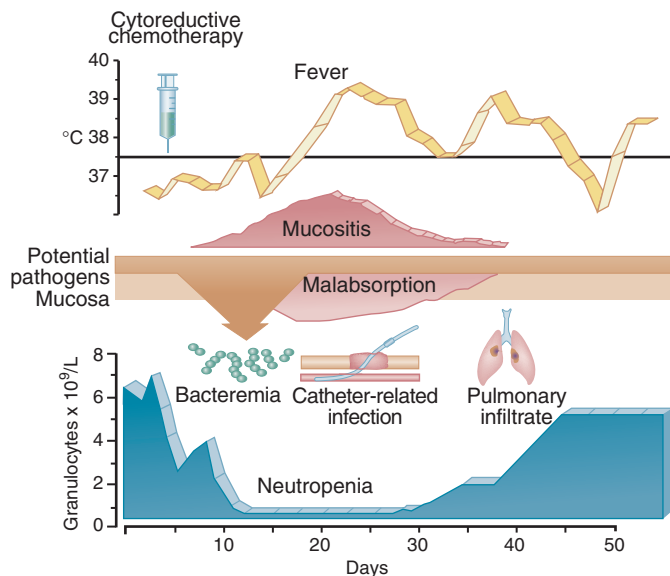 Cytoreductive
chemotherapy
40
39
°C
38
37
Fever
Mucositis
Potential
pathogens
Mucosa
Malabsorption
Bacteremia
Catheter-related
infection
Pulmonary
infiltrate
Granulocytes x 10⁹/L
8
6
4
2
0
Neutropenia
10
20
30
40
50
Days